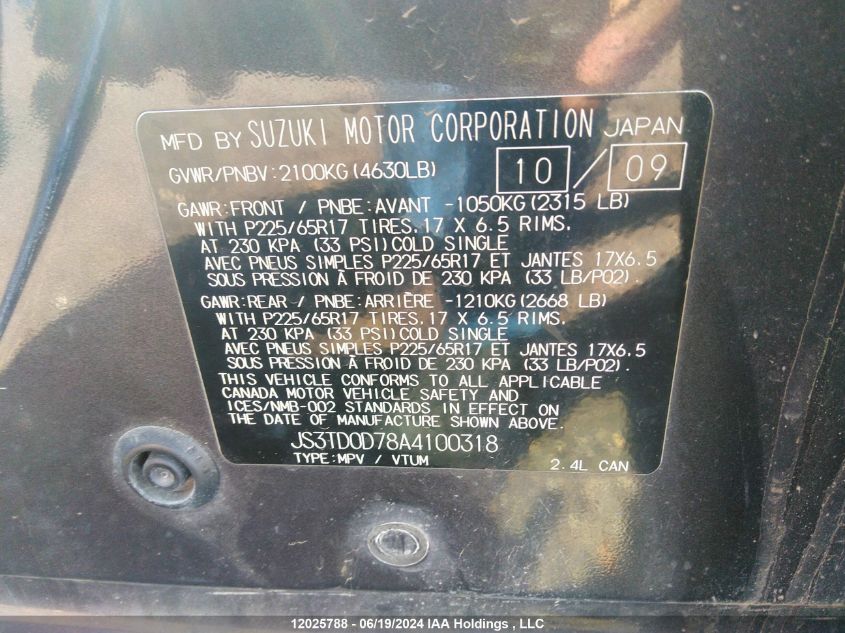 MFD BY SUZUKI MOTOR CORPORATION JAPAN
GVWR/PNBV:2100KG(4630LB) 10/09
GAWR:FRONT / PNBE:AVANT -1050KG(2315 LB)
WITH P225/65R17 TIRES,17 X 6.5 RIMS,
AT 230 KPA (33 PSI)COLD SINGLE
AVEC PNEUS SIMPLES P225/65R17 ET JANTES 17X6.5
SOUS PRESSION À FROID DE 230 KPA (33 LB/PO2).
GAWR:REAR / PNBE:ARRIÈRE -1210KG(2668 LB)
WITH P225/65R17 TIRES,17 X 6.5 RIMS,
AT 230 KPA (33 PSI)COLD SINGLE
AVEC PNEUS SIMPLES P225/65R17 ET JANTES 17X6.5
SOUS PRESSION À FROID DE 230 KPA (33 LB/PO2).
THIS VEHICLE CONFORMS TO ALL APPLICABLE
CANADA MOTOR VEHICLE SAFETY AND
ICES/NMB-002 STANDARDS IN EFFECT ON
THE DATE OF MANUFACTURE SHOWN ABOVE.
JS3TD0D78A4100318
TYPE:MPV / VTUM 2.4L CAN
12025788 - 06/19/2024 IAA Holdings , LLC